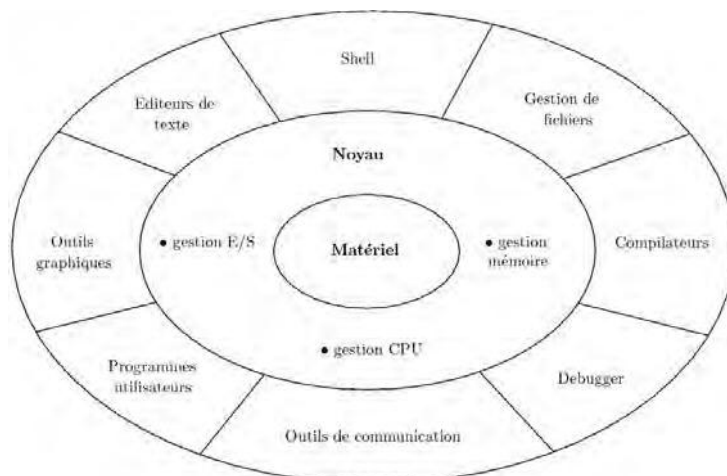 Shell
Editeurs de
texte
Gestion de
fichiers
Noyau
Outils
graphiques
• gestion E/S
Matériel
• gestion
mémoire
Compilateurs
• gestion CPU
Programmes
utilisateurs
Debugger
Outils de communication